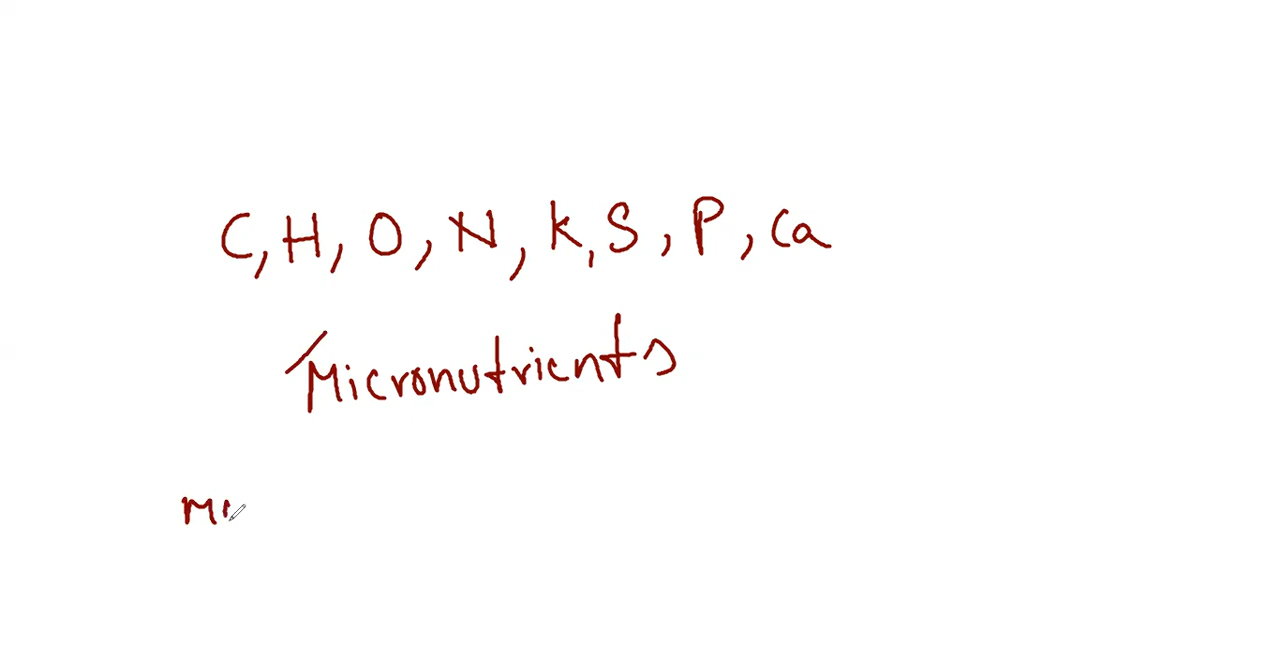 C, H, O, N, K, S, P, Ca
Micronutrients